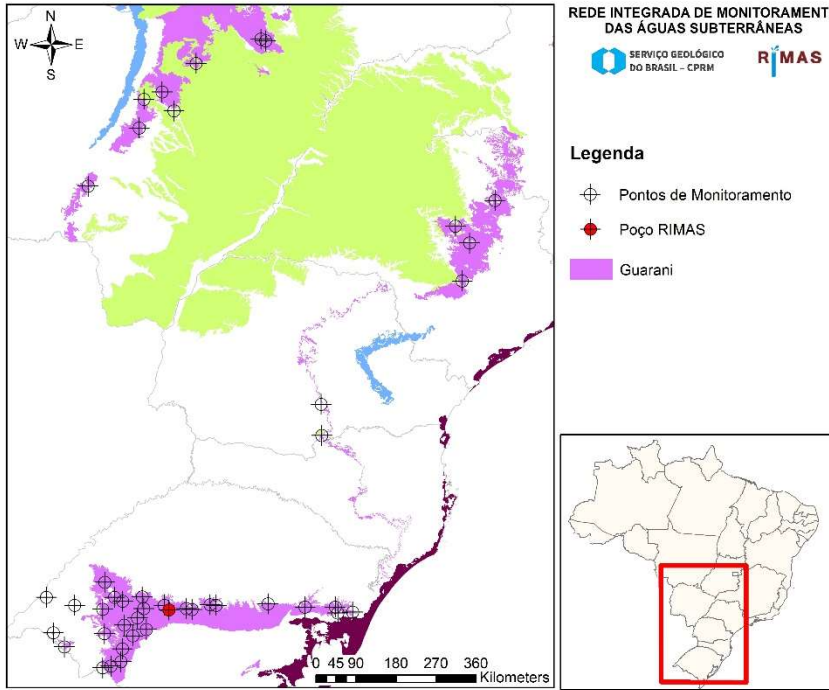 N
W E
S
0 45 90 180 270 360
Kilometers
REDE INTEGRADA DE MONITORAMENT
DAS ÁGUAS SUBTERRÂNEAS
SERVIÇO GEOLÓGICO
DO BRASIL – CPRM
RIMAS
Legenda
Pontos de Monitoramento
Poço RIMAS
Guarani